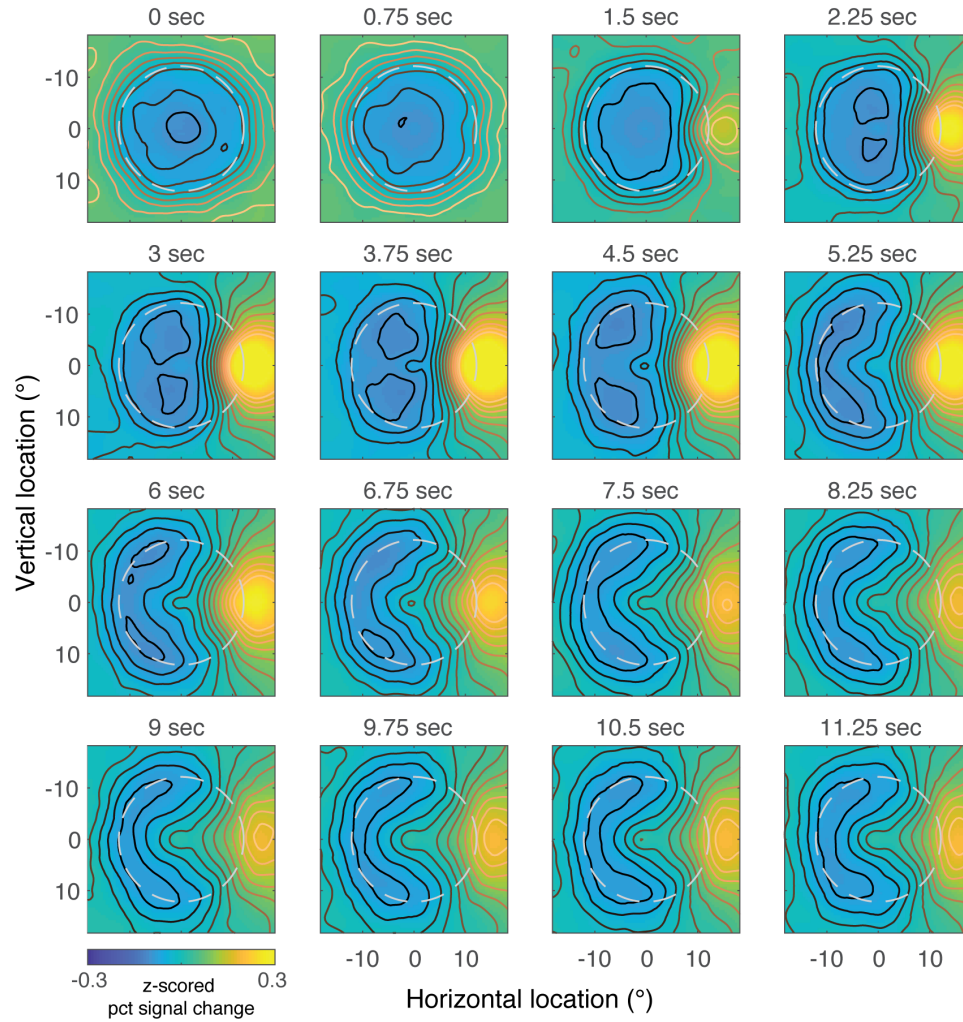 0 sec 0.75 sec 1.5 sec 2.25 sec
-10
0
10
3 sec 3.75 sec 4.5 sec 5.25 sec
-10
0
10
6 sec 6.75 sec 7.5 sec 8.25 sec
-10
0
10
9 sec 9.75 sec 10.5 sec 11.25 sec
-10
0
10
Vertical location (°)
-10 0 10 -10 0 10 -10 0 10
-0.3 0.3
z-scored
pct signal change
Horizontal location (°)